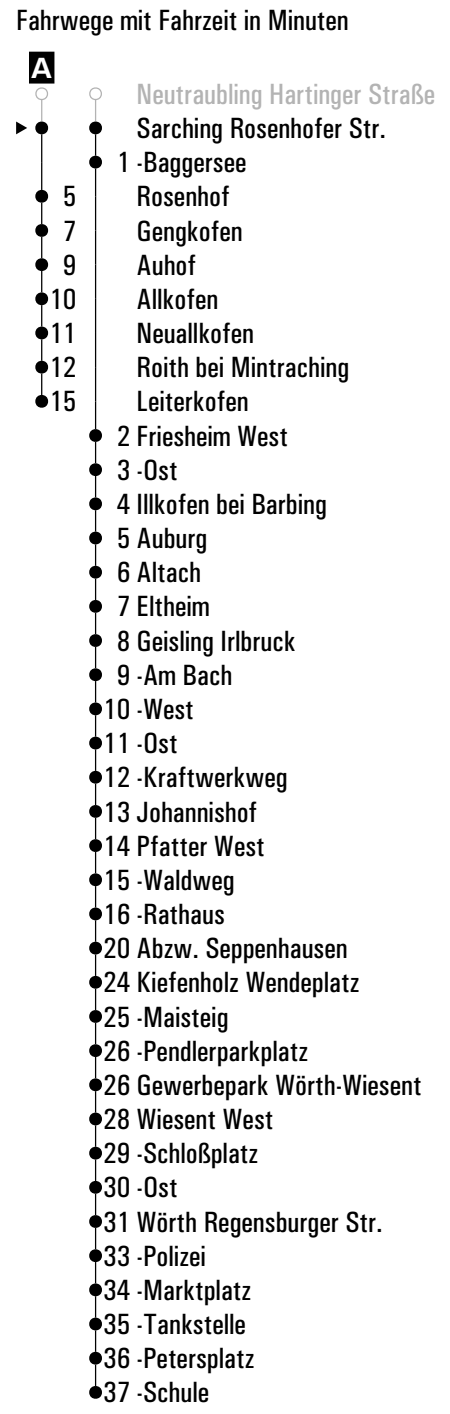 Fahrwege mit Fahrzeit in Minuten
A
Neutraubling Hartinger Straße
Sarching Rosenhofer Str.
1 -Baggersee
5 Rosenhof
7 Gengkofen
9 Auhof
10 Allkofen
11 Neuallkofen
12 Roith bei Mintraching
15 Leiterkofen
2 Friesheim West
3 -Ost
4 Illkofen bei Barbing
5 Auburg
6 Altach
7 Eltheim
8 Geisling Irlbruck
9 -Am Bach
10 -West
11 -Ost
12 -Kraftwerkweg
13 Johannishof
14 Pfatter West
15 -Waldweg
16 -Rathaus
20 Abzw. Seppenhausen
24 Kiefenholz Wendeplatz
25 -Maisteig
26 -Pendlerparkplatz
26 Gewerbepark Wörth-Wiesent
28 Wiesent West
29 -Schloßplatz
30 -Ost
31 Wörth Regensburger Str.
33 -Polizei
34 -Marktplatz
35 -Tankstelle
36 -Petersplatz
37 -Schule